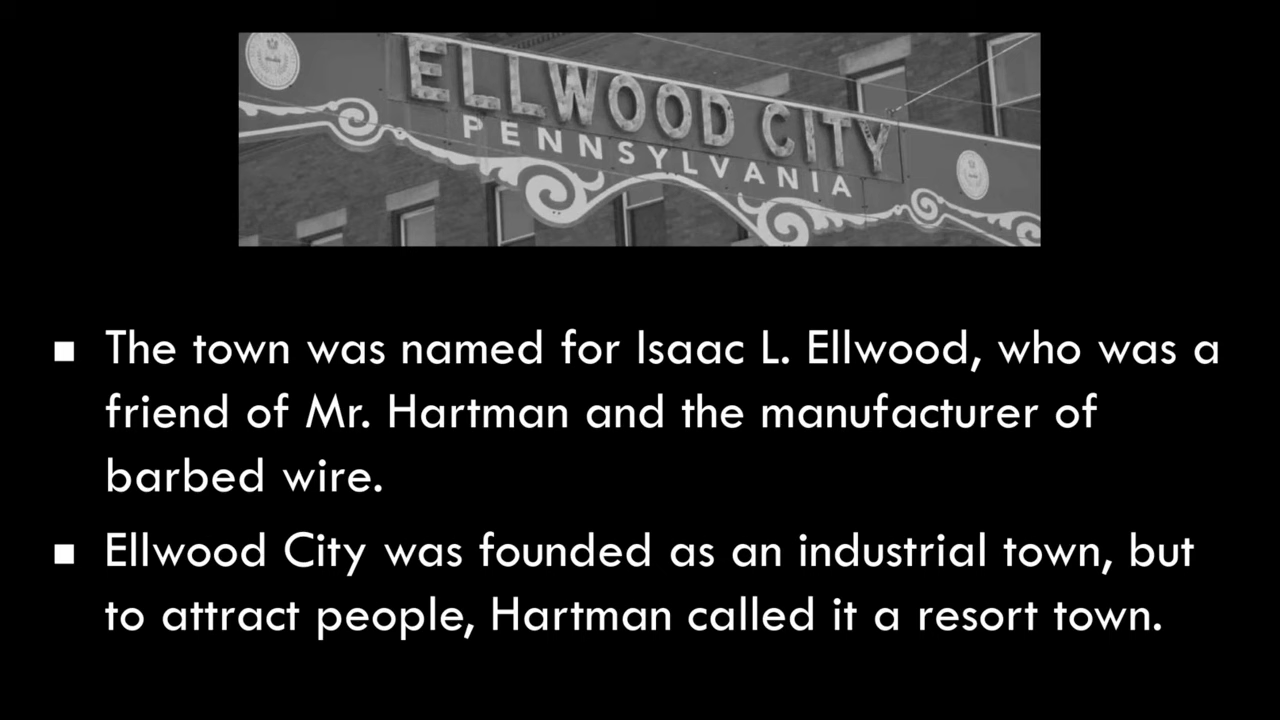 ELLWOOD CITY
PENNSYLVANIA
The town was named for Isaac L. Ellwood, who was a
friend of Mr. Hartman and the manufacturer of
barbed wire.
Ellwood City was founded as an industrial town, but
to attract people, Hartman called it a resort town.